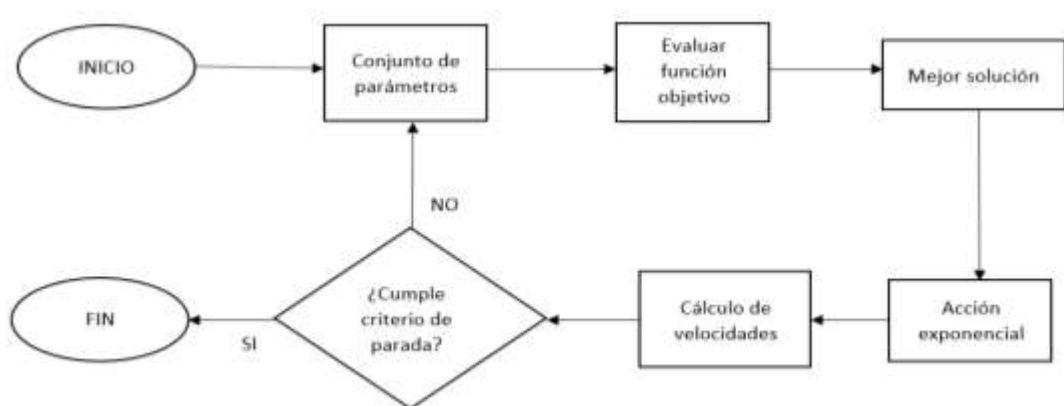 INICIO
Conjunto de
parámetros
Evaluar
función
objetivo
Mejor solución
NO
FIN
SI
¿Cumple
criterio de
parada?
Cálculo de
velocidades
Acción
exponencial